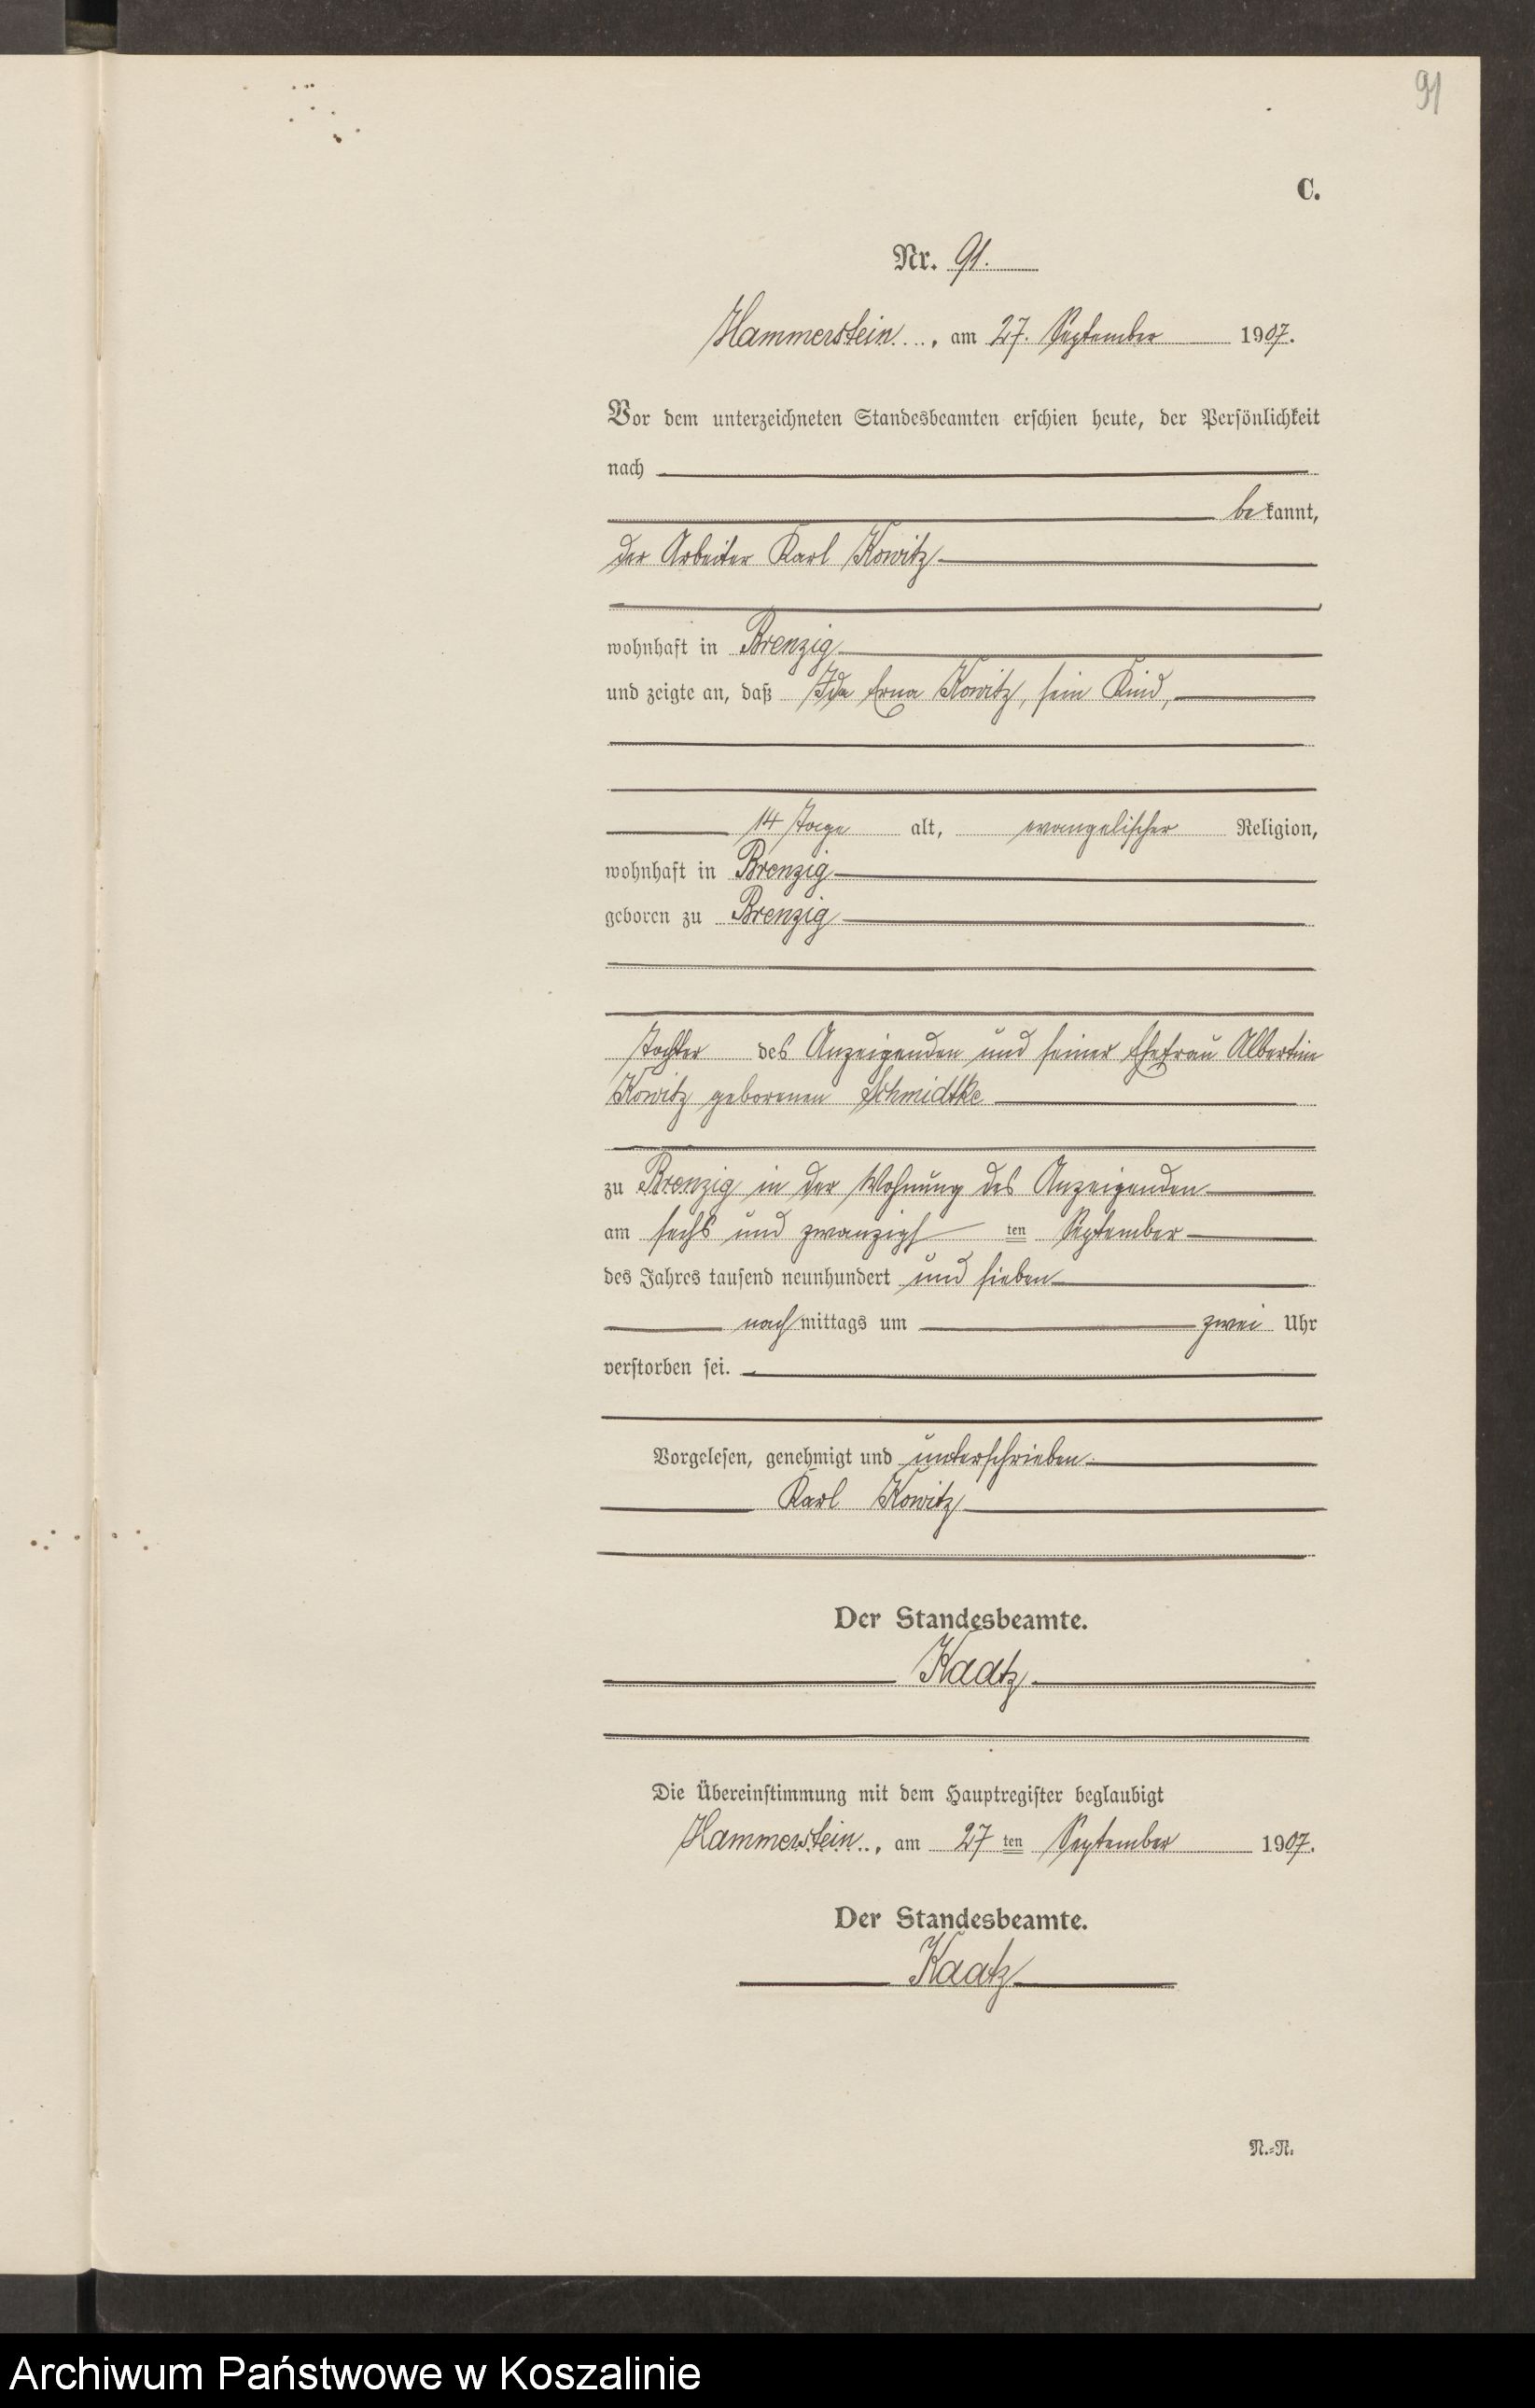 91
C.
Nr. 91.
Hammerstein, am 27. September 1907.
Vor dem unterzeichneten Standesbeamten erschien heute, der Persönlichkeit
nach
bekannt,
der Arbeiter Karl Kowitz
wohnhaft in Brenzig
und zeigte an, daß Ida Erna Kowitz, sein Kind,
14 Tage alt, evangelischer Religion,
wohnhaft in Brenzig
geboren zu Brenzig
Tochter des Anzeigenden und seiner Ehefrau Albertine
Kowitz geborenen Schmidtke
zu Brenzig in der Wohnung des Anzeigenden
am sechs und zwanzigsten September
des Jahres tausend neunhundert und sieben
nachmittags um zwei Uhr
verstorben sei.
Vorgelesen, genehmigt und unterschrieben.
Karl Kowitz
Der Standesbeamte.
Kaatz
Die Übereinstimmung mit dem Hauptregister beglaubigt
Hammerstein, am 27ten September 1907.
Der Standesbeamte.
Kaatz
N.=N.
Archiwum Państwowe w Koszalinie